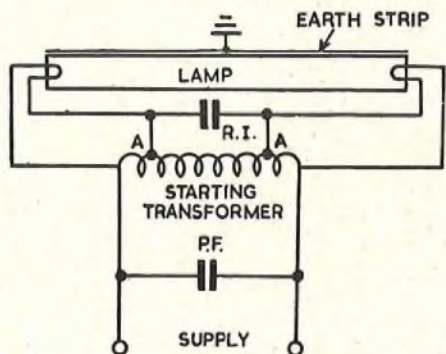 EARTH STRIP
LAMP
R.I.
A A
STARTING
TRANSFORMER
P.F.
SUPPLY